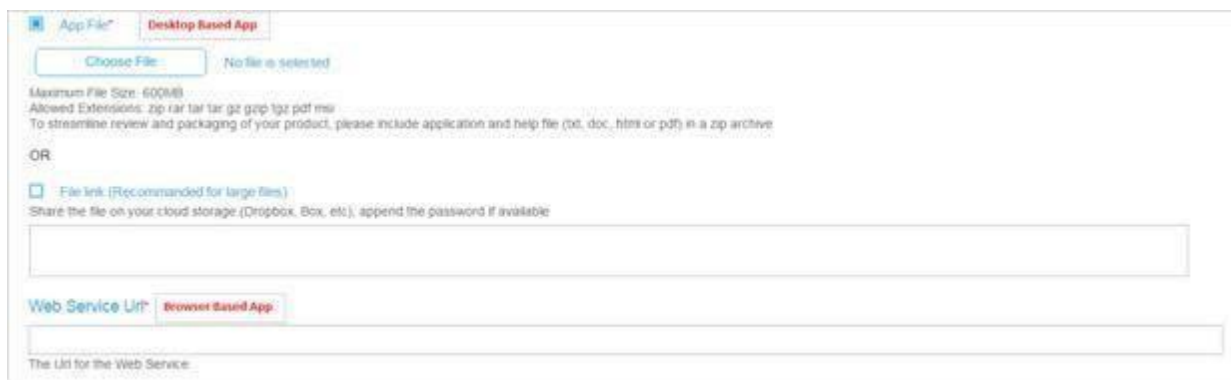 App File* Desktop Based App
Choose File No file is selected
Maximum File Size: 600MB
Allowed Extensions: zip rar tar tar gz gzip tgz pdf msi
To streamline review and packaging of your product, please include application and help file (txt, doc, html or pdf) in a zip archive
OR
File link (Recommanded for large files)
Share the file on your cloud storage (Dropbox, Box, etc), append the password if available
Web Service Url* Browser Based App
The Url for the Web Service